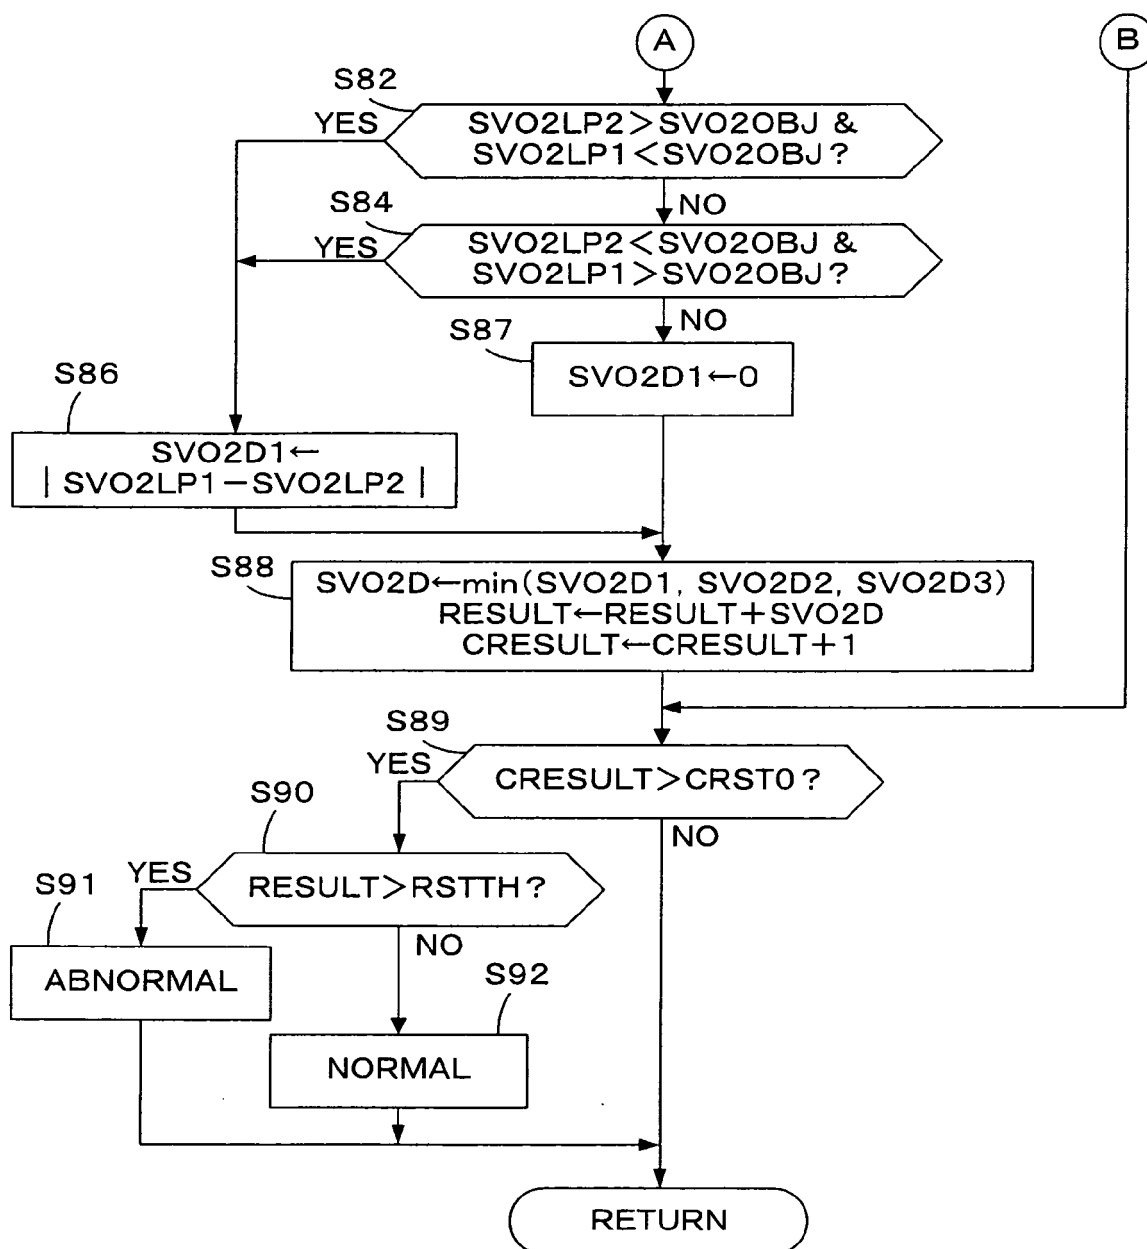 A
B
S82
YES
SVO2LP2>SVO2OBJ &
SVO2LP1<SVO2OBJ?
NO
S84
YES
SVO2LP2<SVO2OBJ &
SVO2LP1>SVO2OBJ?
NO
S87
SVO2D1←0
S86
SVO2D1←
| SVO2LP1−SVO2LP2 |
S88
SVO2D←min(SVO2D1, SVO2D2, SVO2D3)
RESULT←RESULT+SVO2D
CRESULT←CRESULT+1
S89
YES
CRESULT>CRST0?
NO
S90
YES
RESULT>RSTTH?
NO
S91
ABNORMAL
S92
NORMAL
RETURN